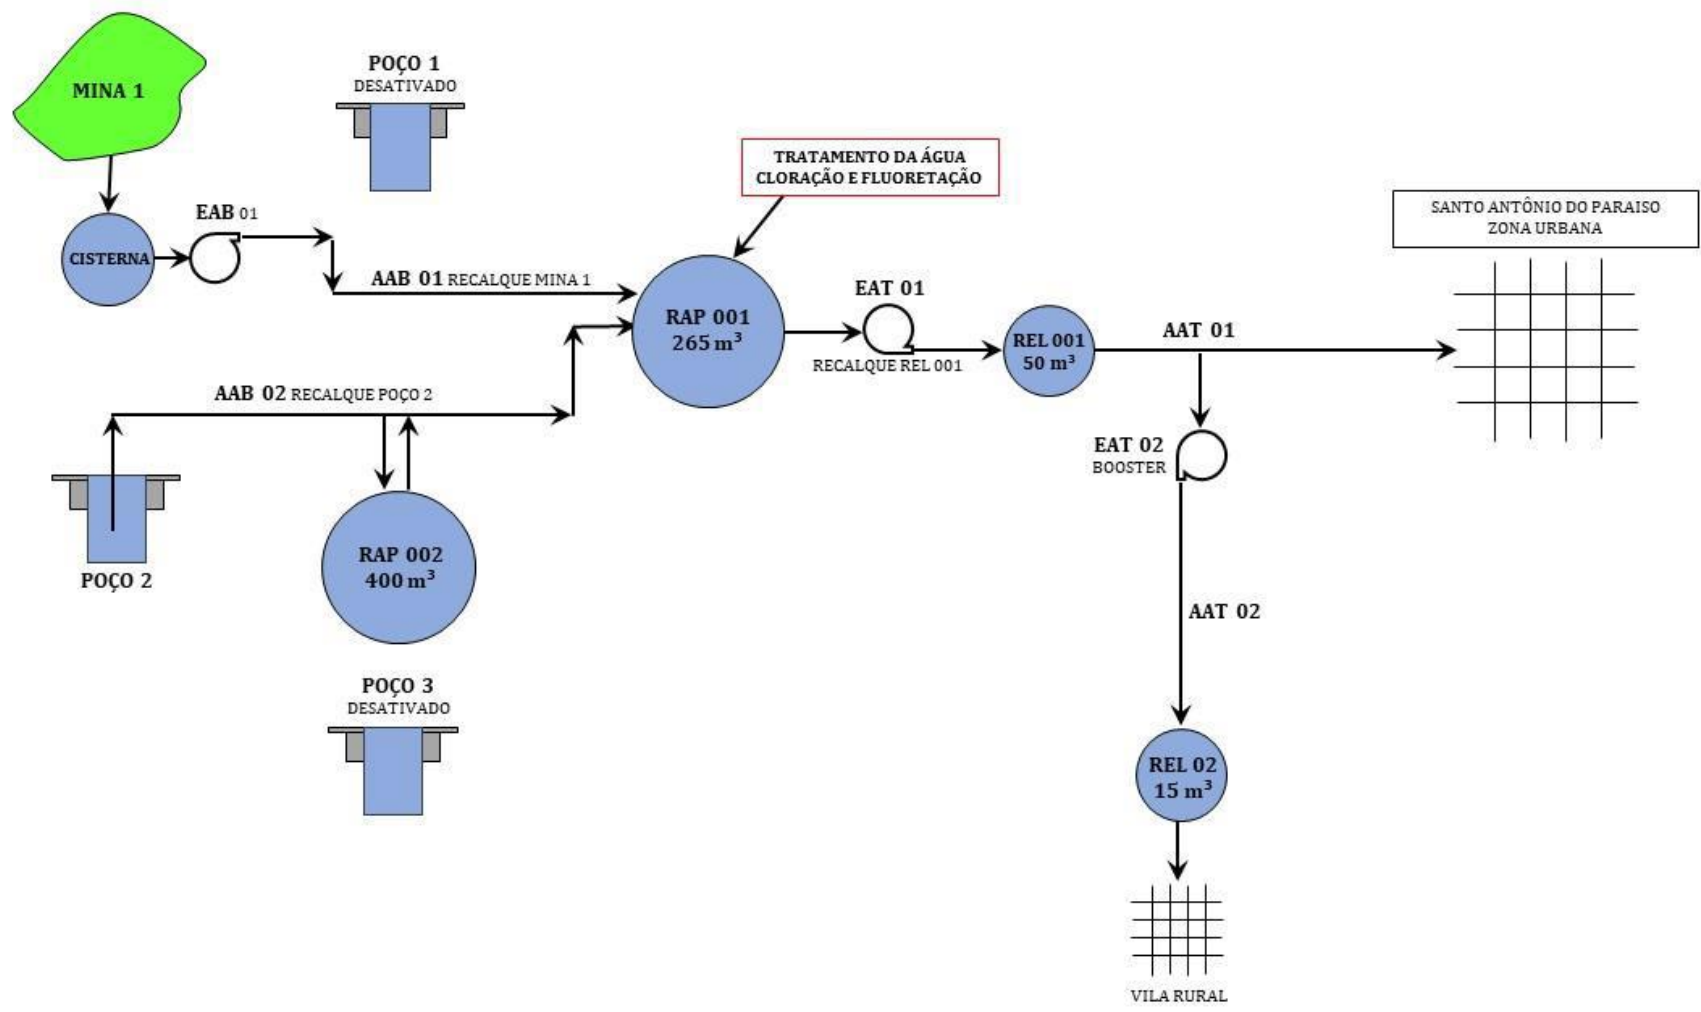 MINA 1
POÇO 1
DESATIVADO
TRATAMENTO DA ÁGUA
CLORAÇÃO E FLUORETAÇÃO
SANTO ANTÔNIO DO PARAISO
ZONA URBANA
EAB 01
CISTERNA
AAB 01 RECALQUE MINA 1
RAP 001
265 m³
EAT 01
RECALQUE REL 001
REL 001
50 m³
AAT 01
AAB 02 RECALQUE POÇO 2
EAT 02
BOOSTER
POÇO 2
RAP 002
400 m³
AAT 02
POÇO 3
DESATIVADO
REL 02
15 m³
VILA RURAL